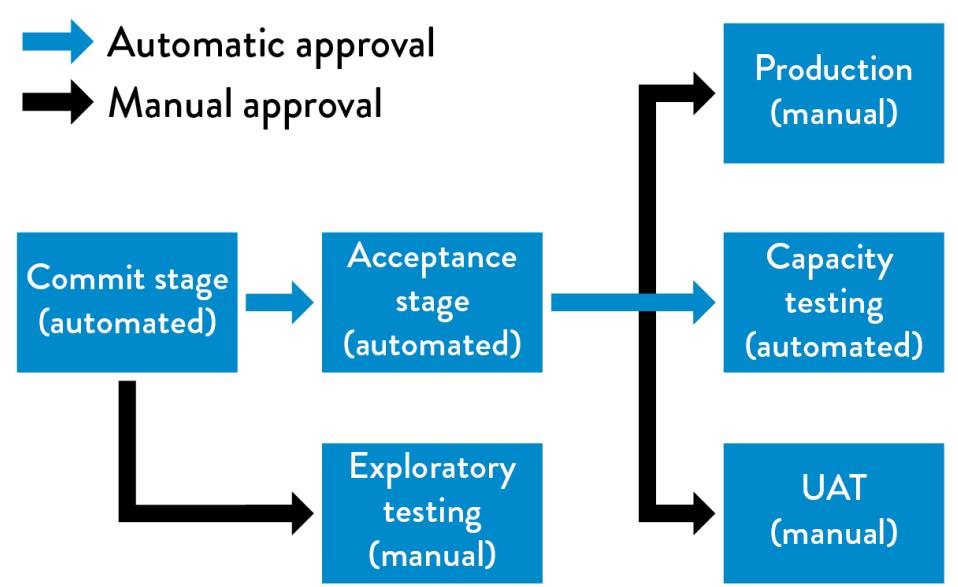 Automatic approval
Manual approval
Production
(manual)
Commit stage
(automated)
Acceptance
stage
(automated)
Capacity
testing
(automated)
Exploratory
testing
(manual)
UAT
(manual)